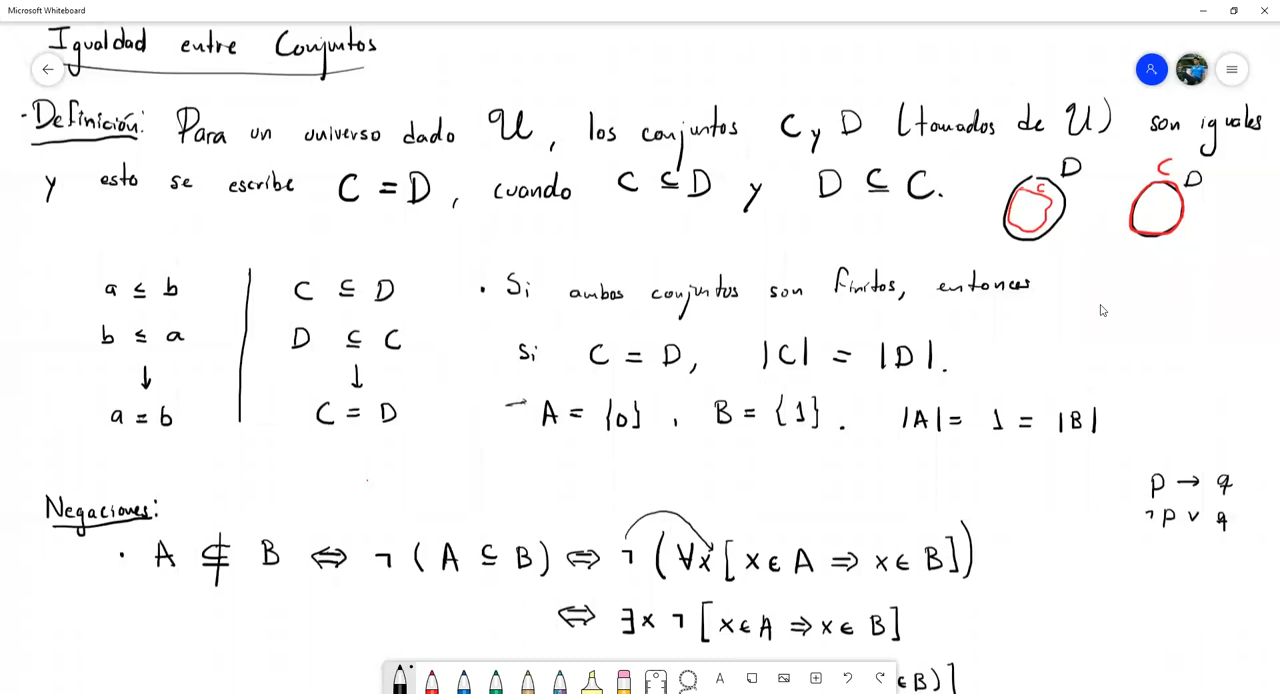 Microsoft Whiteboard
Igualdad entre Conjuntos
· Definición: Para un universo dado 𝒰, los conjuntos C y D (tomados de 𝒰) son iguales
y esto se escribe C = D, cuando C ⊆ D y D ⊆ C.
C D
C D
a ≤ b
b ≤ a
↓
a = b
C ⊆ D
D ⊆ C
↓
C = D
· Si ambos conjuntos son finitos, entonces
si C = D, |C| = |D|.
→ A = {0}, B = {1}. |A| = 1 = |B|
p → q
¬p ∨ q
Negaciones:
· A ⊈ B ⇔ ¬(A ⊆ B) ⇔ ¬(∀x[x ∈ A ⇒ x ∈ B])
⇔ ∃x ¬[x ∈ A ⇒ x ∈ B]
∈ B)]